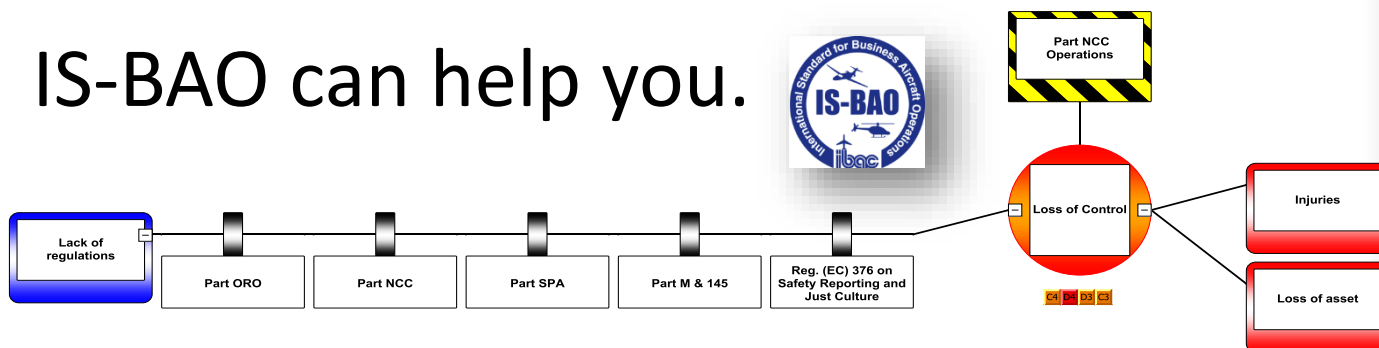 IS-BAO can help you.
International Standard for Business Aircraft Operations
IS-BAO
ibac
Part NCC
Operations
Lack of
regulations
Part ORO
Part NCC
Part SPA
Part M & 145
Reg. (EC) 376 on
Safety Reporting and
Just Culture
Loss of Control
C4 D4 D3 C3
Injuries
Loss of asset